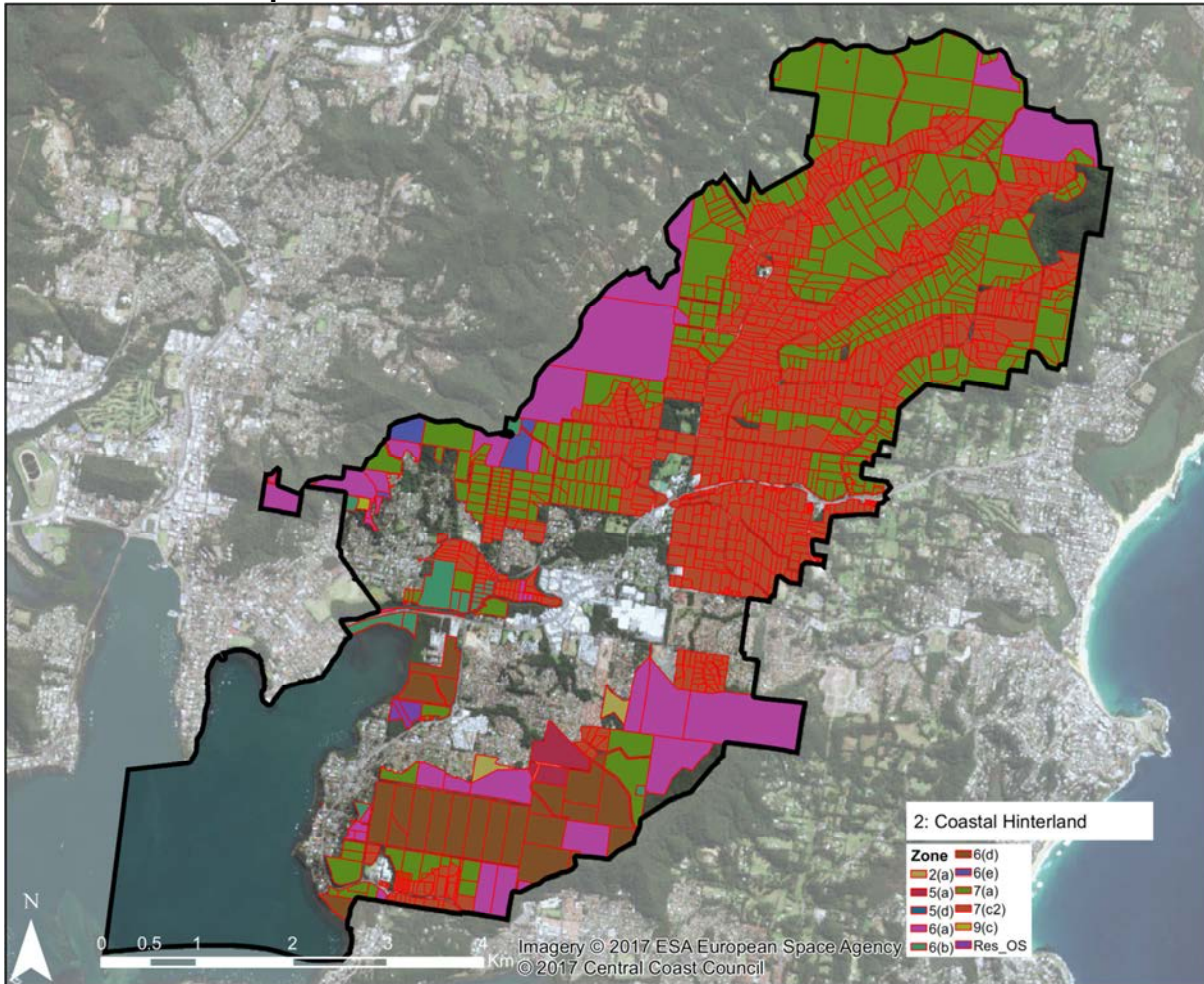 2: Coastal Hinterland
Zone
2(a)
5(a)
5(d)
6(a)
6(b)
6(d)
6(e)
7(a)
7(c2)
9(c)
Res_OS
N
0 0.5 1 2 3 4
Km
Imagery © 2017 ESA European Space Agency
© 2017 Central Coast Council